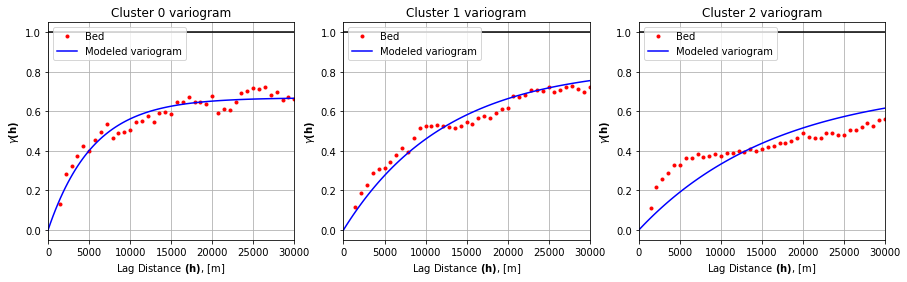 Cluster 0 variogram
1.0
0.8
0.6
0.4
0.2
0.0
γ(h)
Bed
Modeled variogram
0 5000 10000 15000 20000 25000 30000
Lag Distance (h), [m]
Cluster 1 variogram
1.0
0.8
0.6
0.4
0.2
0.0
γ(h)
Bed
Modeled variogram
0 5000 10000 15000 20000 25000 30000
Lag Distance (h), [m]
Cluster 2 variogram
1.0
0.8
0.6
0.4
0.2
0.0
γ(h)
Bed
Modeled variogram
0 5000 10000 15000 20000 25000 30000
Lag Distance (h), [m]